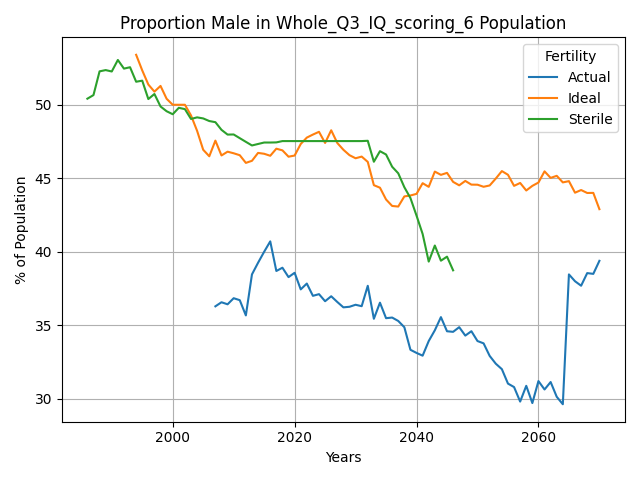 Proportion Male in Whole_Q3_IQ_scoring_6 Population
Fertility
Actual
Ideal
Sterile
% of Population
50
45
40
35
30
2000
2020
2040
2060
Years